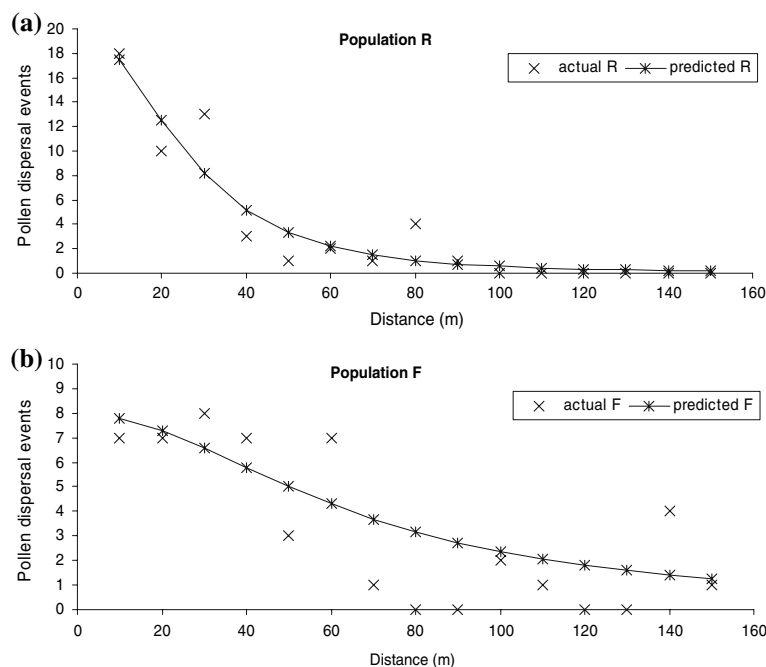 (a)
Population R
actual R
predicted R
Pollen dispersal events
20
18
16
14
12
10
8
6
4
2
0
0 20 40 60 80 100 120 140 160
Distance (m)
(b)
Population F
actual F
predicted F
Pollen dispersal events
10
9
8
7
6
5
4
3
2
1
0
0 20 40 60 80 100 120 140 160
Distance (m)